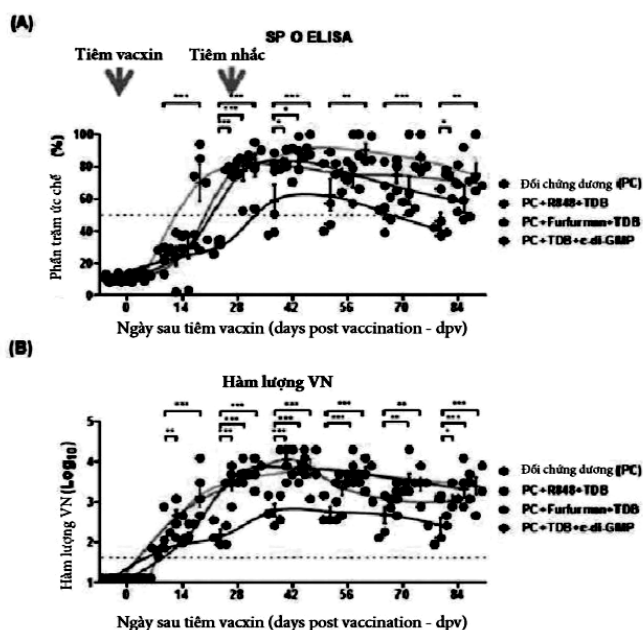 (A)
SP O ELISA
Tiêm vacxin
Tiêm nhắc
Phần trăm ức chế (%)
100
80
60
40
20
0
0 14 28 42 56 70 84
Ngày sau tiêm vacxin (days post vaccination - dpv)
Đối chứng dương (PC)
PC+R848+TDB
PC+Furfurman+TDB
PC+TDB+c-di-GMP
(B)
Hàm lượng VN
Hàm lượng VN (Log10)
5
4
3
2
1
0 14 28 42 56 70 84
Ngày sau tiêm vacxin (days post vaccination - dpv)
Đối chứng dương (PC)
PC+R848+TDB
PC+Furfurman+TDB
PC+TDB+c-di-GMP